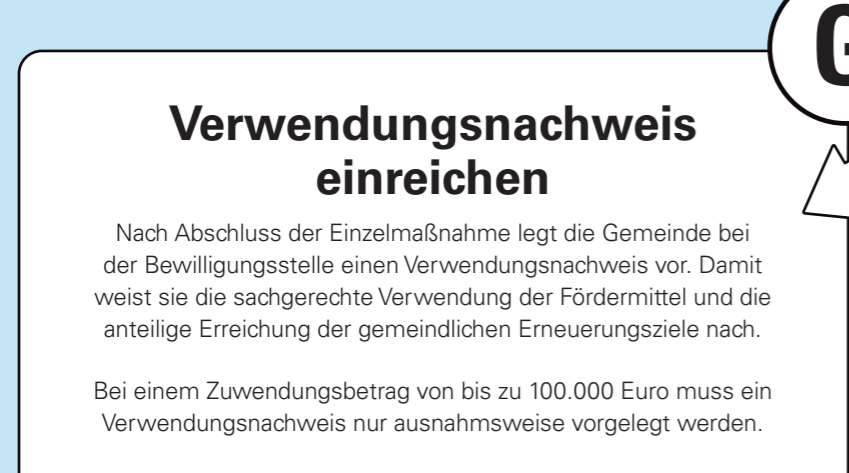 Verwendungsnachweis
einreichen
Nach Abschluss der Einzelmaßnahme legt die Gemeinde bei
der Bewilligungsstelle einen Verwendungsnachweis vor. Damit
weist sie die sachgerechte Verwendung der Fördermittel und die
anteilige Erreichung der gemeindlichen Erneuerungsziele nach.
Bei einem Zuwendungsbetrag von bis zu 100.000 Euro muss ein
Verwendungsnachweis nur ausnahmsweise vorgelegt werden.